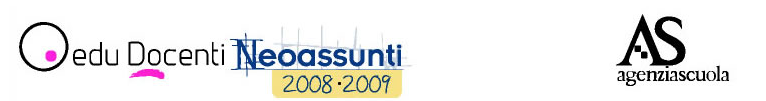 edu Docenti Neoassunti
2008·2009
AS
agenziascuola